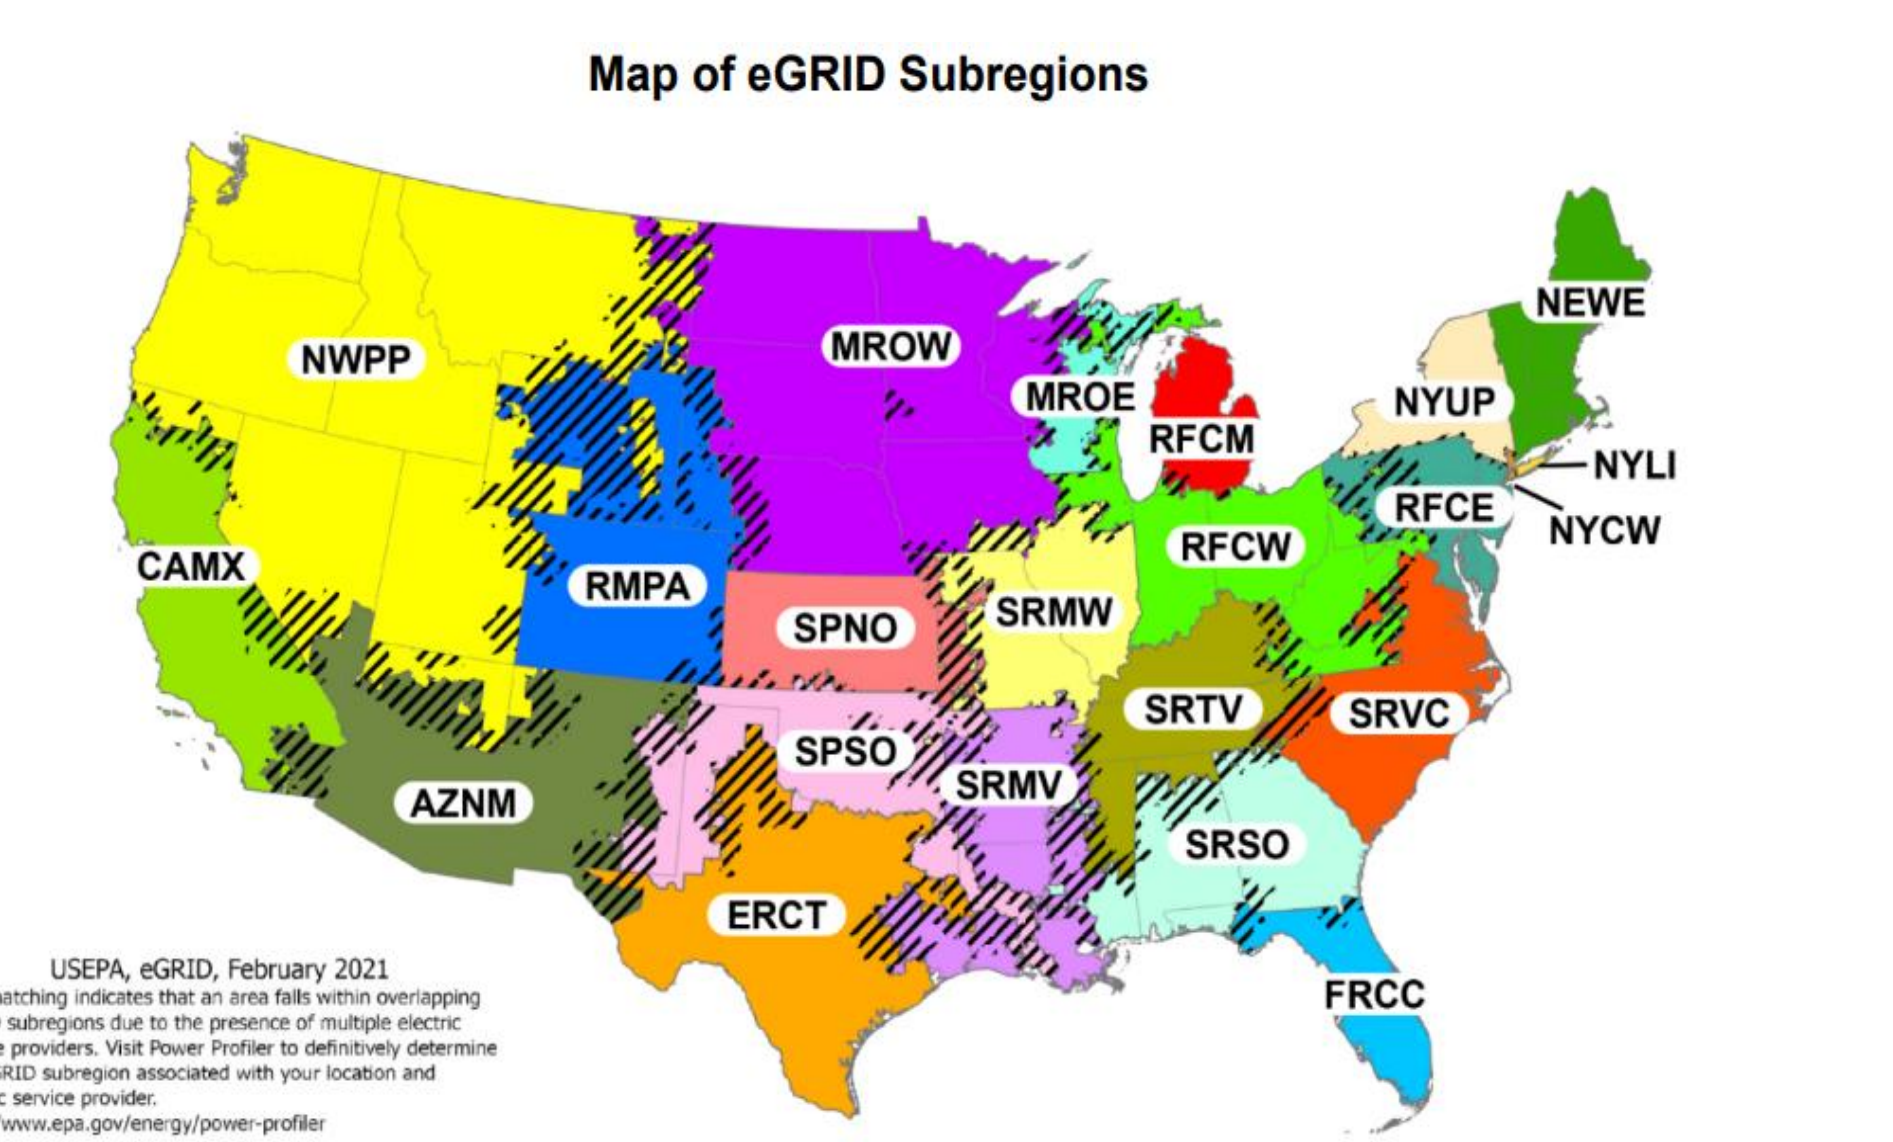 Map of eGRID Subregions
NEWE
NWPP
MROW
MROE
NYUP
RFCM
NYLI
RFCE
NYCW
RFCW
CAMX
RMPA
SRMW
SPNO
SRTV
SRVC
SPSO
SRMV
AZNM
SRSO
ERCT
FRCC
USEPA, eGRID, February 2021
hatching indicates that an area falls within overlapping
subregions due to the presence of multiple electric
e providers. Visit Power Profiler to definitively determine
GRID subregion associated with your location and
c service provider.
/www.epa.gov/energy/power-profiler